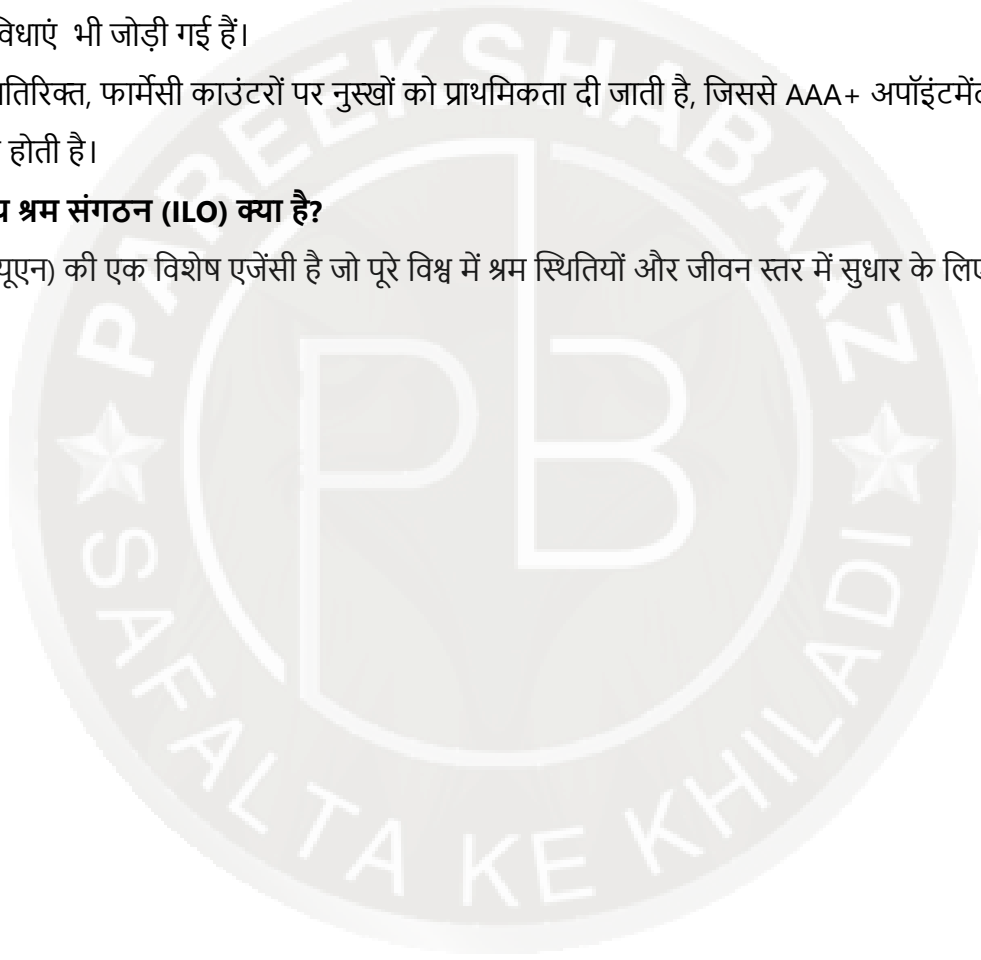 विधाएं भी जोड़ी गई हैं।
तिरिक्त, फार्मेसी काउंटरों पर नुस्खों को प्राथमिकता दी जाती है, जिससे AAA+ अपॉइंटमेंट
होती है।
श्रम संगठन (ILO) क्या है?
यूएन) की एक विशेष एजेंसी है जो पूरे विश्व में श्रम स्थितियों और जीवन स्तर में सुधार के लिए
PAREEKSHABAAZ
PB
SAFALTA KE KHILADI